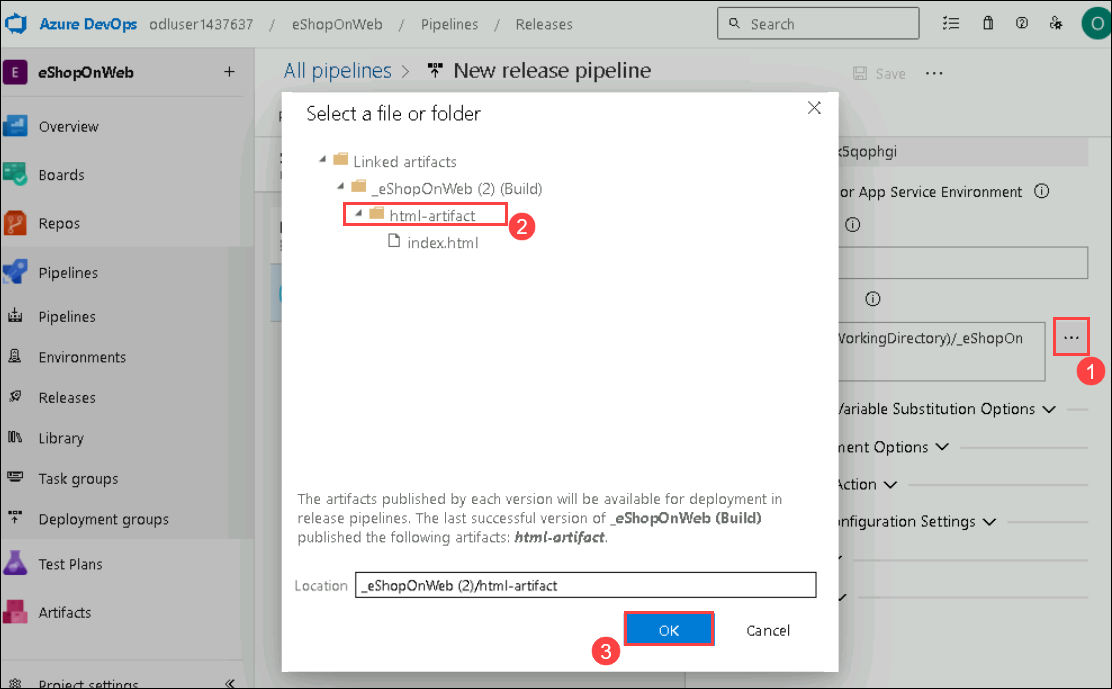 Azure DevOps odluser1437637 / eShopOnWeb / Pipelines / Releases
Search
O
E eShopOnWeb +
All pipelines > New release pipeline
Save ...
Overview
Boards
Repos
Pipelines
Pipelines
Environments
Releases
Library
Task groups
Deployment groups
Test Plans
Artifacts
Project settings
Select a file or folder
Linked artifacts
_eShopOnWeb (2) (Build)
html-artifact
2
index.html
The artifacts published by each version will be available for deployment in
release pipelines. The last successful version of _eShopOnWeb (Build)
published the following artifacts: html-artifact.
Location _eShopOnWeb (2)/html-artifact
OK Cancel
3
x5qophgi
or App Service Environment
WorkingDirectory)/_eShopOn
...
1
Variable Substitution Options
ment Options
Action
nfiguration Settings